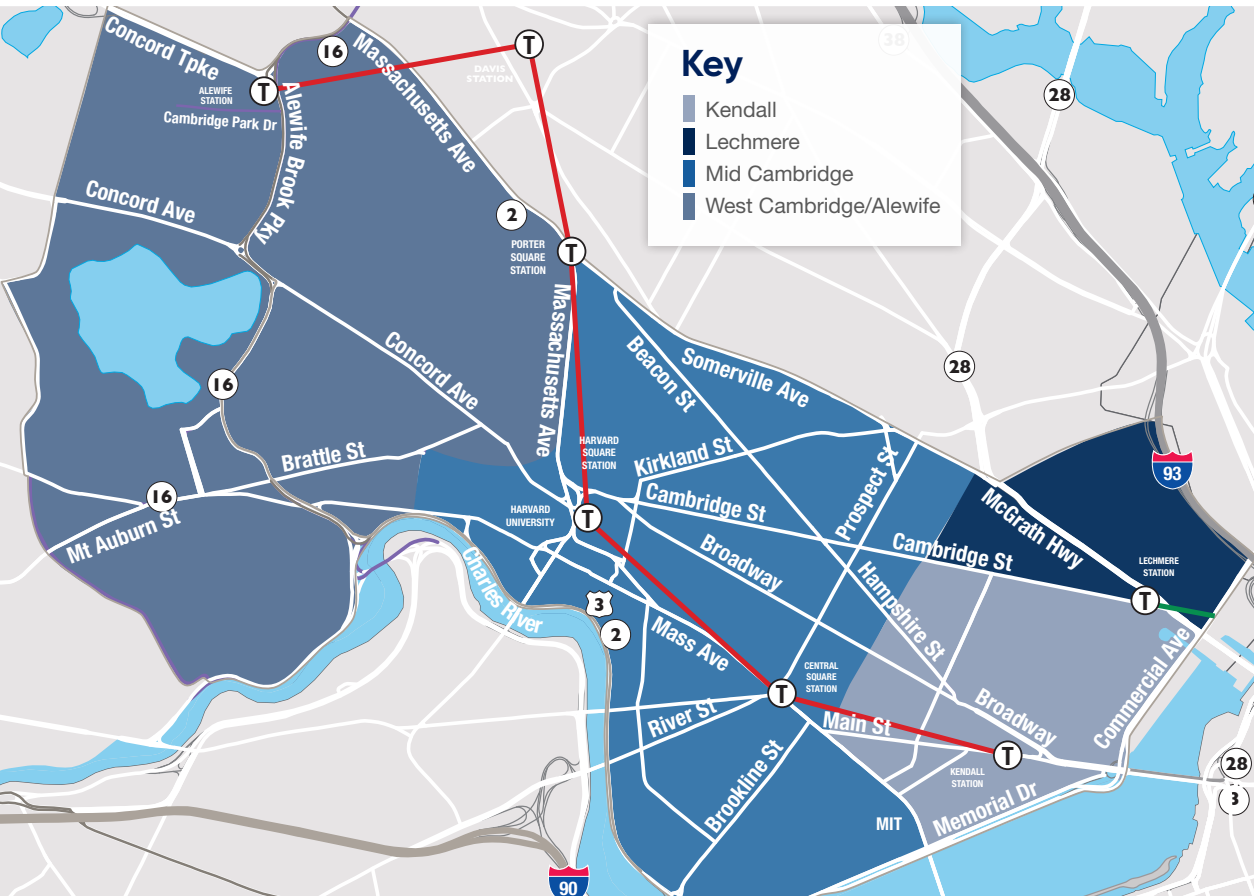 Concord Tpke
16
Massachusetts Ave
T
DAVIS
STATION
38
Key
Kendall
Lechmere
Mid Cambridge
West Cambridge/Alewife
28
ALEWIFE
STATION
T
Cambridge Park Dr
Alewife Brook Pky
Concord Ave
2
PORTER
SQUARE
STATION
T
Massachusetts Ave
Concord Ave
Beacon St
Somerville Ave
28
16
Brattle St
HARVARD
SQUARE
STATION
Kirkland St
Prospect St
93
16
Mt Auburn St
Cambridge St
HARVARD
UNIVERSITY
T
McGrath Hwy
Broadway
Cambridge St
LECHMERE
STATION
T
Charles River
Hampshire St
3
2
Mass Ave
CENTRAL
SQUARE
STATION
T
Commercial Ave
River St
Main St
Broadway
T
KENDALL
STATION
28
3
Brookline St
Memorial Dr
MIT
90